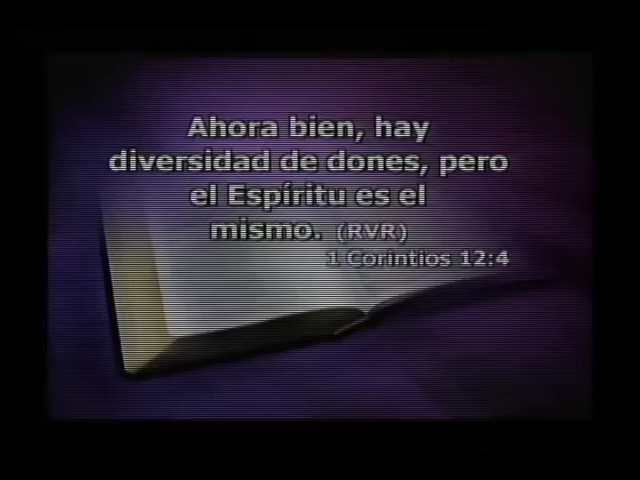 Ahora bien, hay
diversidad de dones, pero
el Espíritu es el
mismo. (RVR)
1 Corintios 12:4